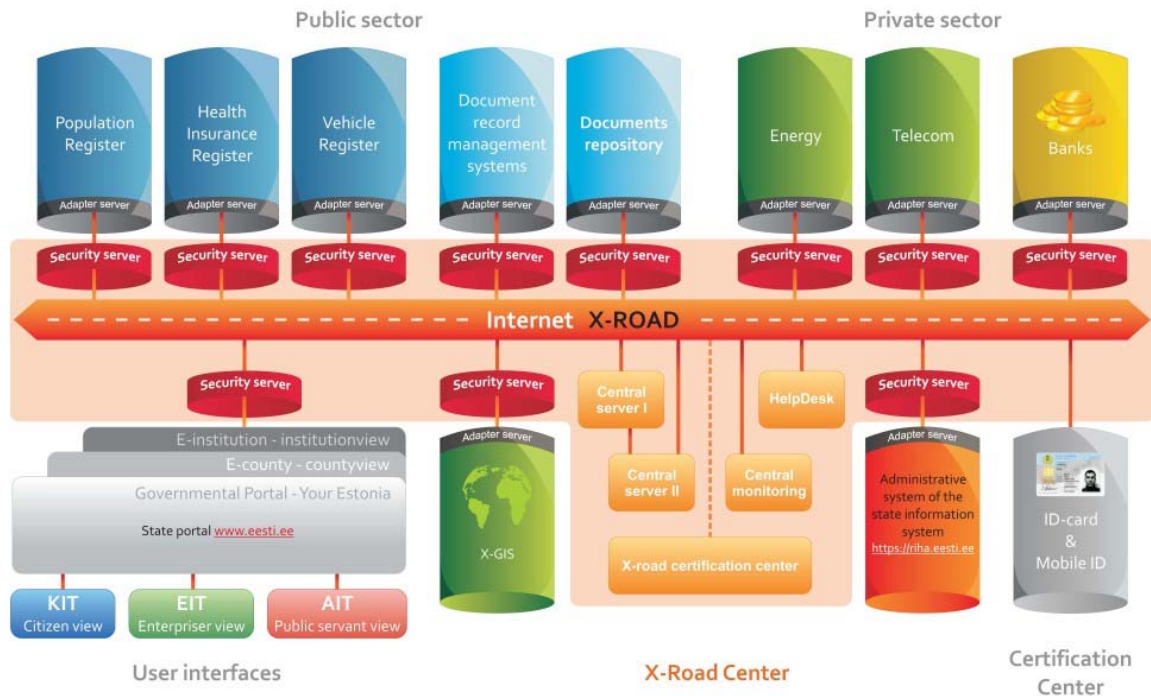 Public sector
Private sector
Population
Register
Health
Insurance
Register
Vehicle
Register
Document
record
management
systems
Documents
repository
Energy
Telecom
Banks
Adapter server
Adapter server
Adapter server
Adapter server
Adapter server
Adapter server
Adapter server
Adapter server
Security server
Security server
Security server
Security server
Security server
Security server
Security server
Security server
Internet X-ROAD
Security server
Security server
Security server
Central
server I
HelpDesk
E-institution - institutionview
E-county - countyview
Governmental Portal - Your Estonia
State portal www.eesti.ee
Adapter server
X-GIS
Central
server II
Central
monitoring
X-road certification center
Adapter server
Administrative
system of the
state information
system
https://riha.eesti.ee
ID-card
&
Mobile ID
KIT
Citizen view
EIT
Enterpriser view
AIT
Public servant view
User interfaces
X-Road Center
Certification
Center